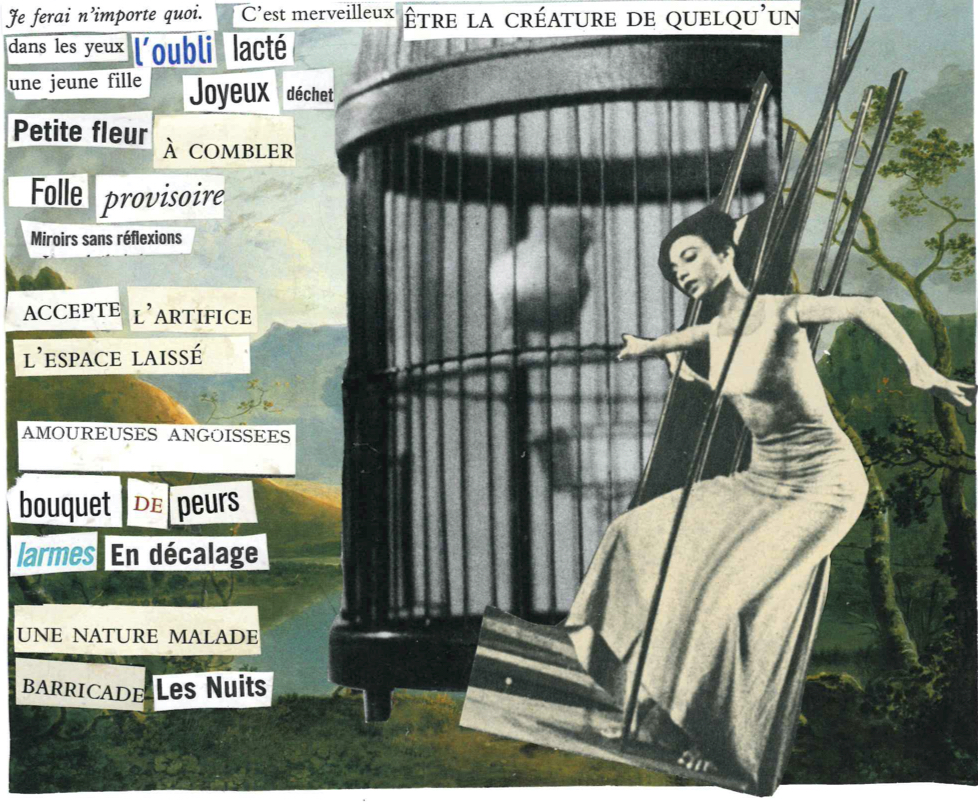 Je ferai n'importe quoi. C'est merveilleux ÊTRE LA CRÉATURE DE QUELQU'UN
dans les yeux l'oubli lacté
une jeune fille
Joyeux déchet
Petite fleur À COMBLER
Folle provisoire
Miroirs sans réflexions
ACCEPTE L'ARTIFICE
L'ESPACE LAISSÉ
AMOUREUSES ANGOISSEES
bouquet DE peurs
larmes En décalage
UNE NATURE MALADE
BARRICADE Les Nuits